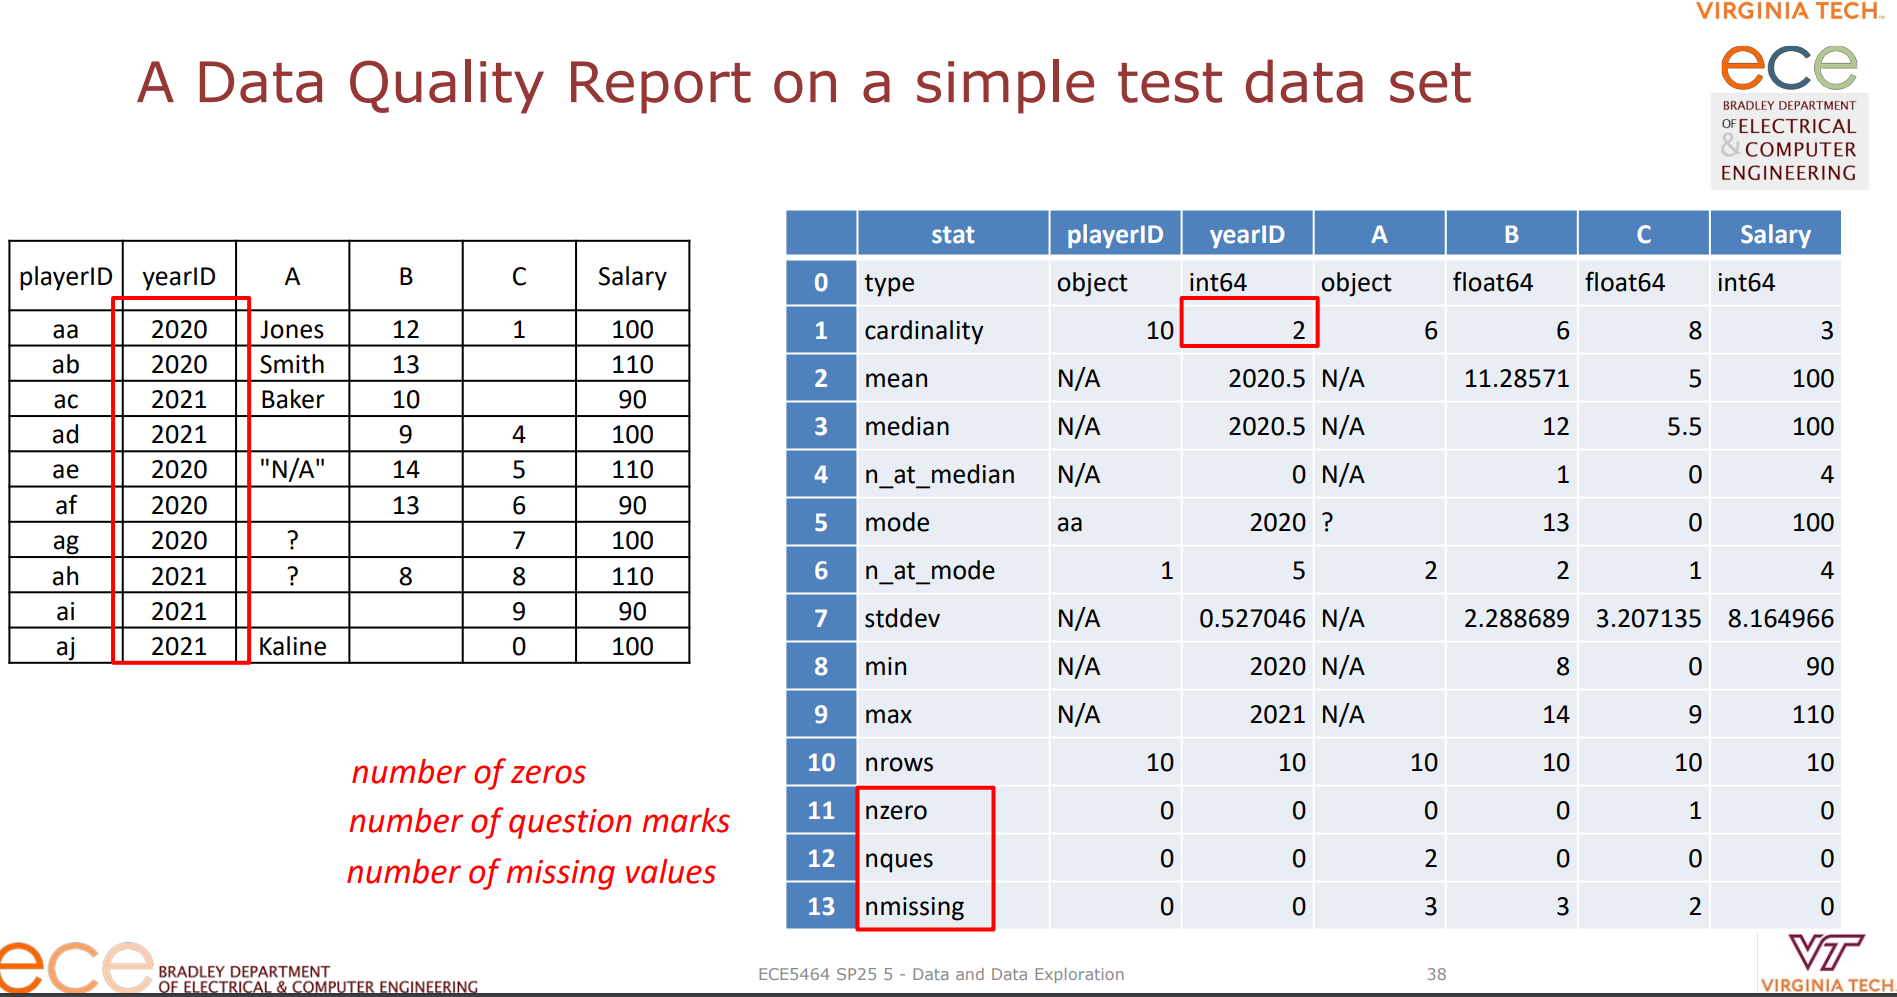 VIRGINIA TECH
A Data Quality Report on a simple test data set
ece
BRADLEY DEPARTMENT
OF ELECTRICAL
& COMPUTER
ENGINEERING
playerID yearID A B C Salary
aa 2020 Jones 12 1 100
ab 2020 Smith 13 110
ac 2021 Baker 10 90
ad 2021 9 4 100
ae 2020 "N/A" 14 5 110
af 2020 13 6 90
ag 2020 ? 7 100
ah 2021 ? 8 8 110
ai 2021 9 90
aj 2021 Kaline 0 100
number of zeros
number of question marks
number of missing values
stat playerID yearID A B C Salary
0 type object int64 object float64 float64 int64
1 cardinality 10 2 6 6 8 3
2 mean N/A 2020.5 N/A 11.28571 5 100
3 median N/A 2020.5 N/A 12 5.5 100
4 n_at_median N/A 0 N/A 1 0 4
5 mode aa 2020 ? 13 0 100
6 n_at_mode 1 5 2 2 1 4
7 stddev N/A 0.527046 N/A 2.288689 3.207135 8.164966
8 min N/A 2020 N/A 8 0 90
9 max N/A 2021 N/A 14 9 110
10 nrows 10 10 10 10 10 10
11 nzero 0 0 0 0 1 0
12 nques 0 0 2 0 0 0
13 nmissing 0 0 3 3 2 0
ece BRADLEY DEPARTMENT
OF ELECTRICAL & COMPUTER ENGINEERING
ECE5464 SP25 5 - Data and Data Exploration
38
VT
VIRGINIA TECH